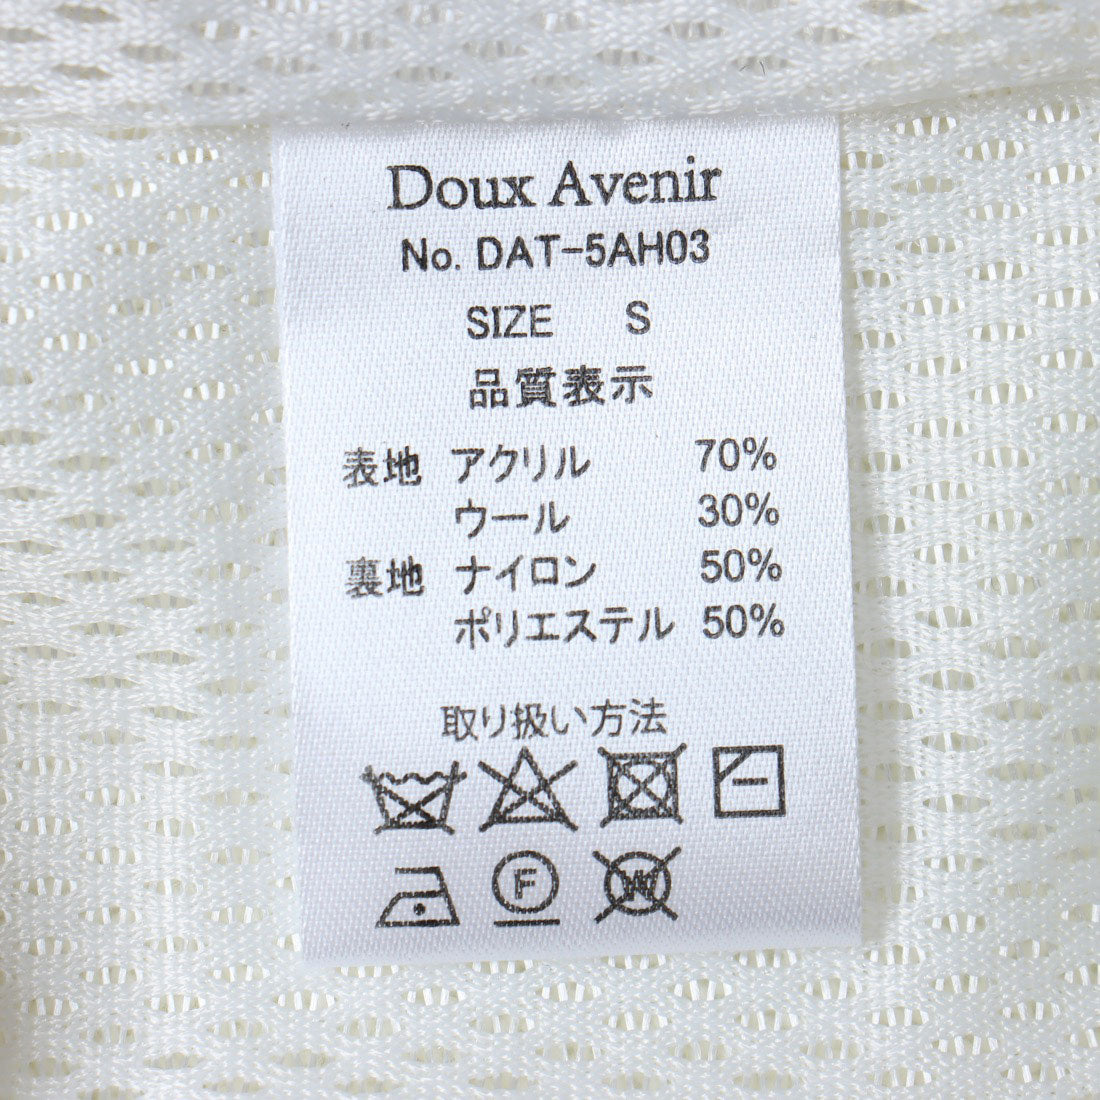 Doux Avenir
No. DAT-5AH03
SIZE S
品質表示
表地 アクリル 70%
ウール 30%
裏地 ナイロン 50%
ポリエステル 50%
取り扱い方法
F
W